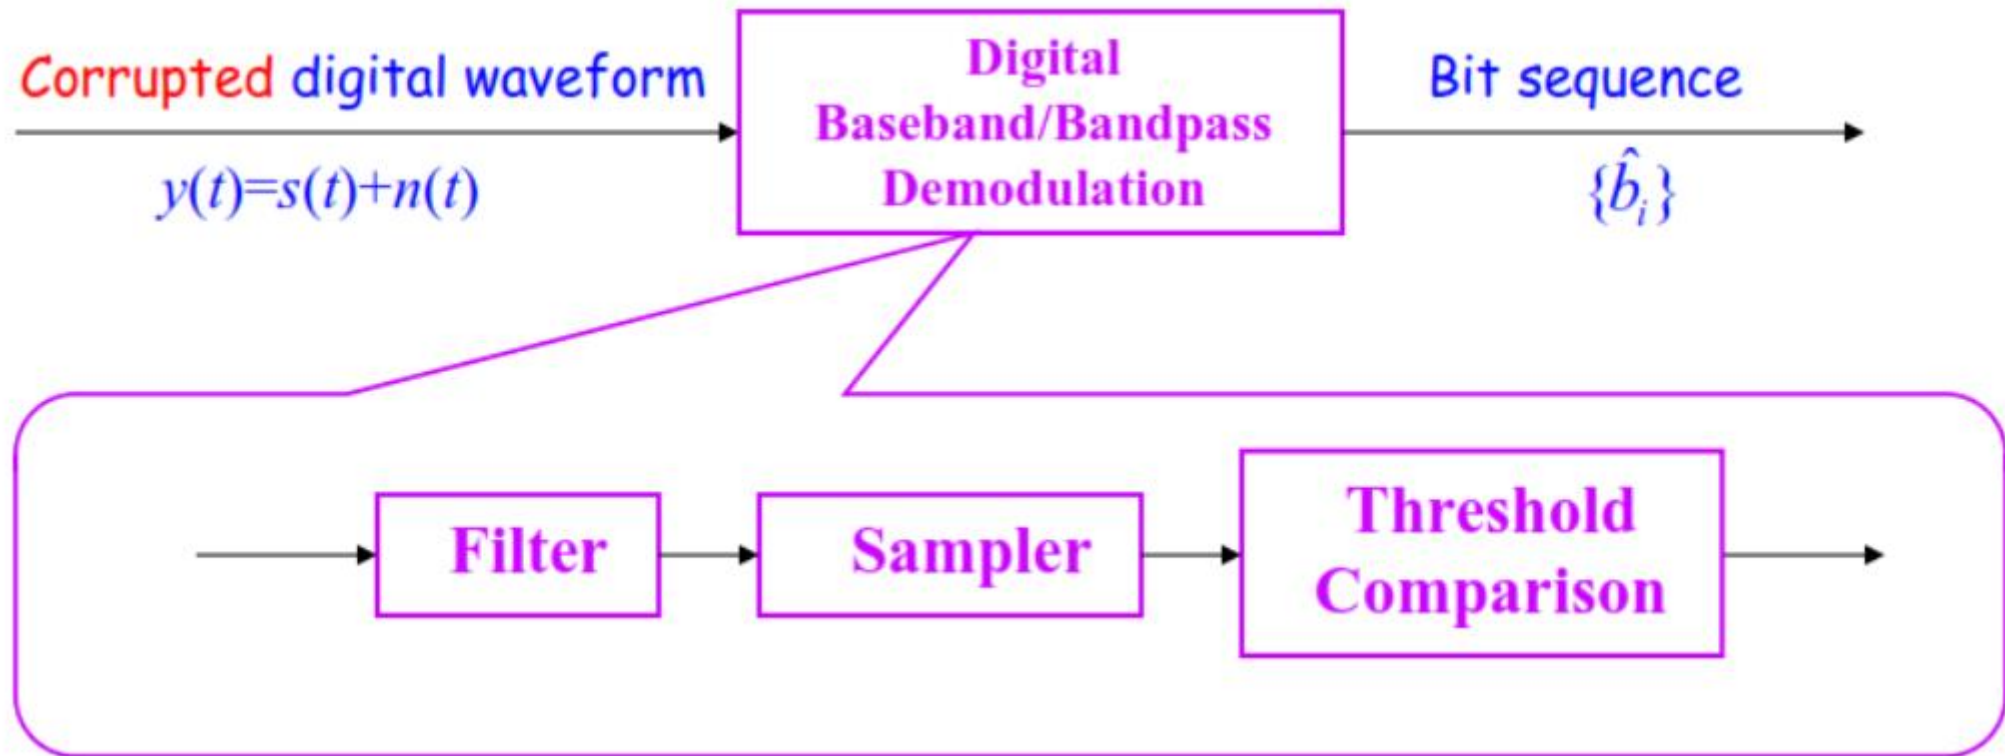 Corrupted digital waveform
y(t)=s(t)+n(t)
Digital
Baseband/Bandpass
Demodulation
Bit sequence
{b̂ᵢ}
Filter
Sampler
Threshold
Comparison